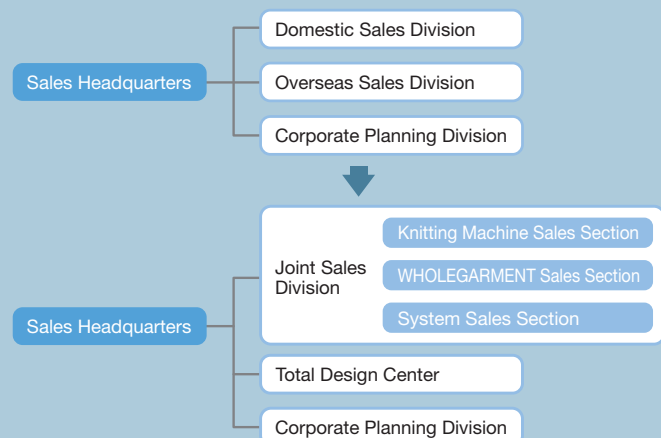 Domestic Sales Division
Sales Headquarters
Overseas Sales Division
Corporate Planning Division
Knitting Machine Sales Section
Joint Sales
Division
WHOLEGARMENT Sales Section
System Sales Section
Sales Headquarters
Total Design Center
Corporate Planning Division